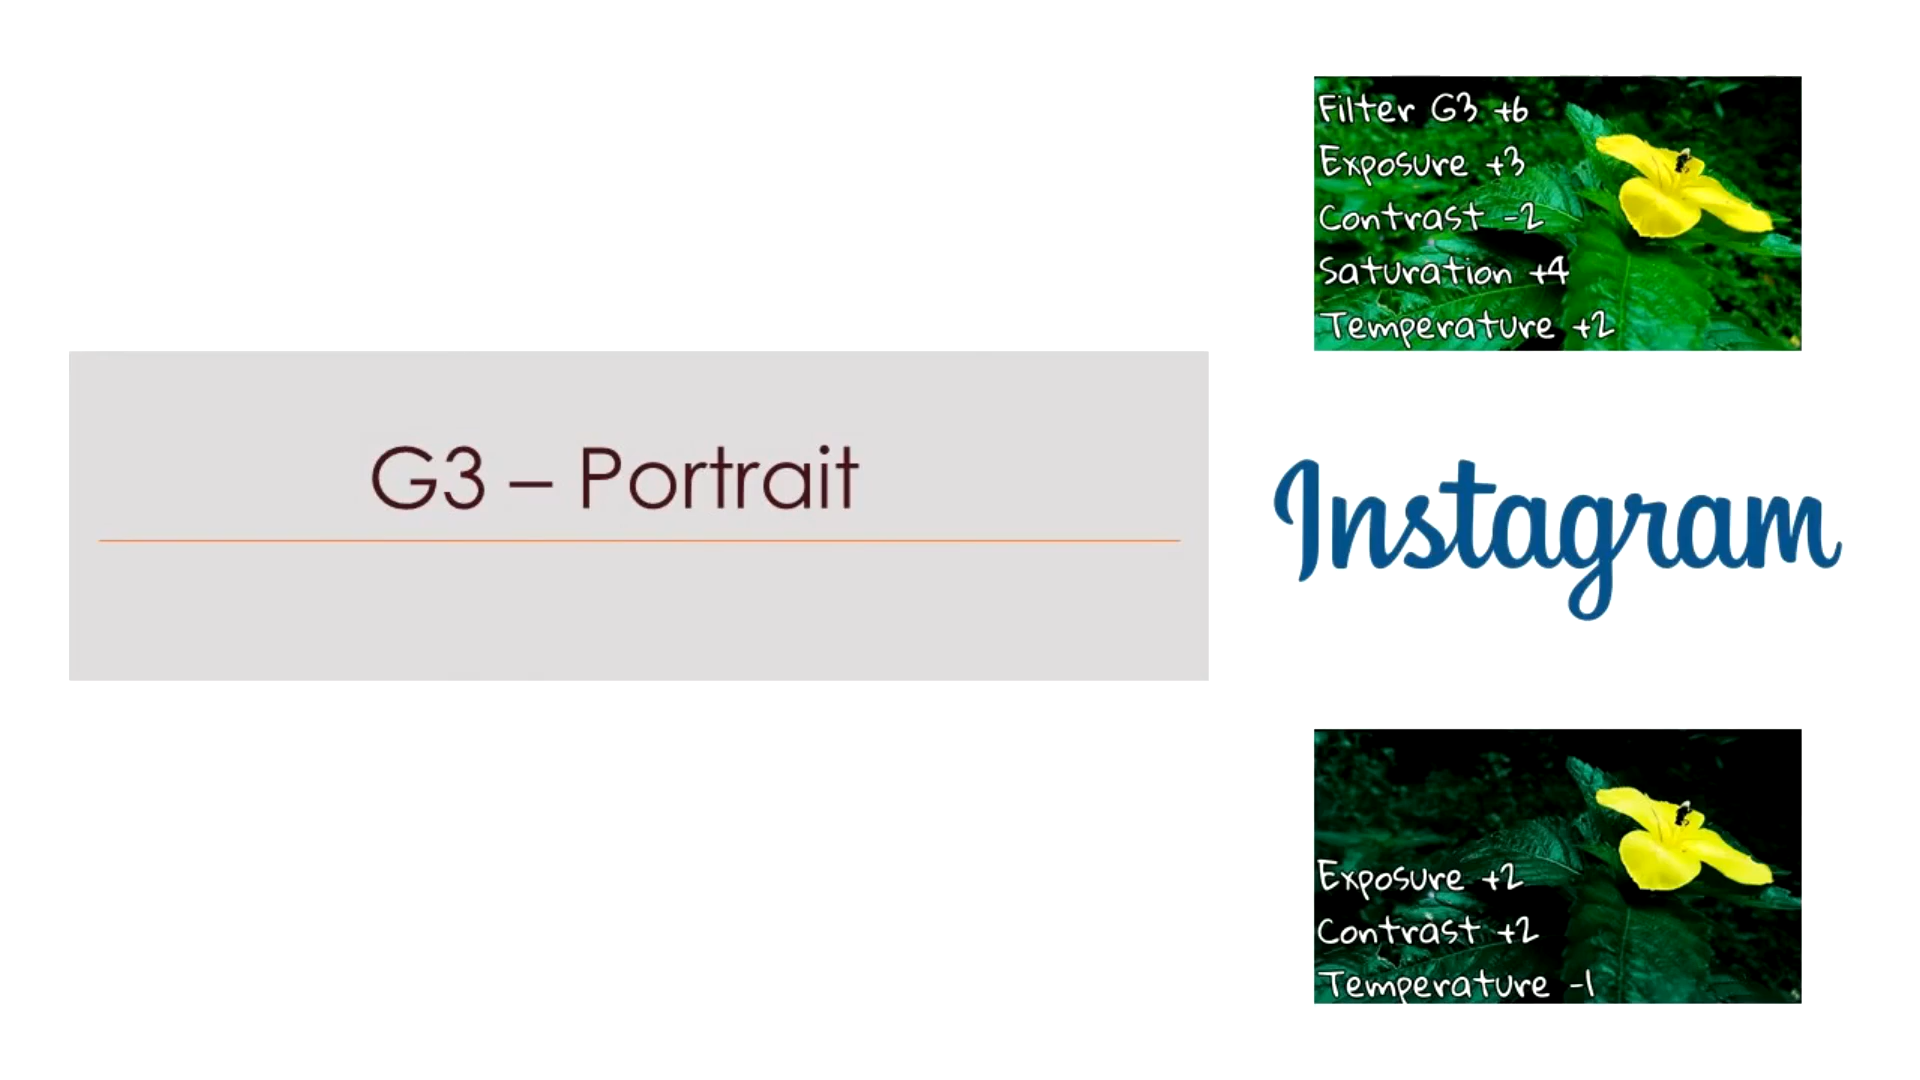 G3 – Portrait
Filter G3 +6
Exposure +3
Contrast -2
Saturation +4
Temperature +2
Instagram
Exposure +2
Contrast +2
Temperature -1